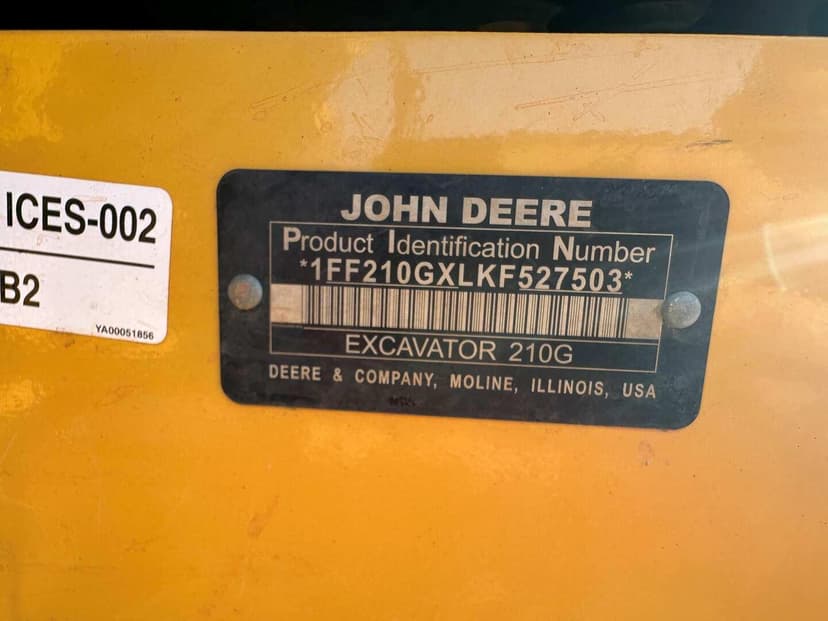 ICES-002
B2
YA00051856
JOHN DEERE
Product Identification Number
*1FF210GXLKF527503*
EXCAVATOR 210G
DEERE & COMPANY, MOLINE, ILLINOIS, USA